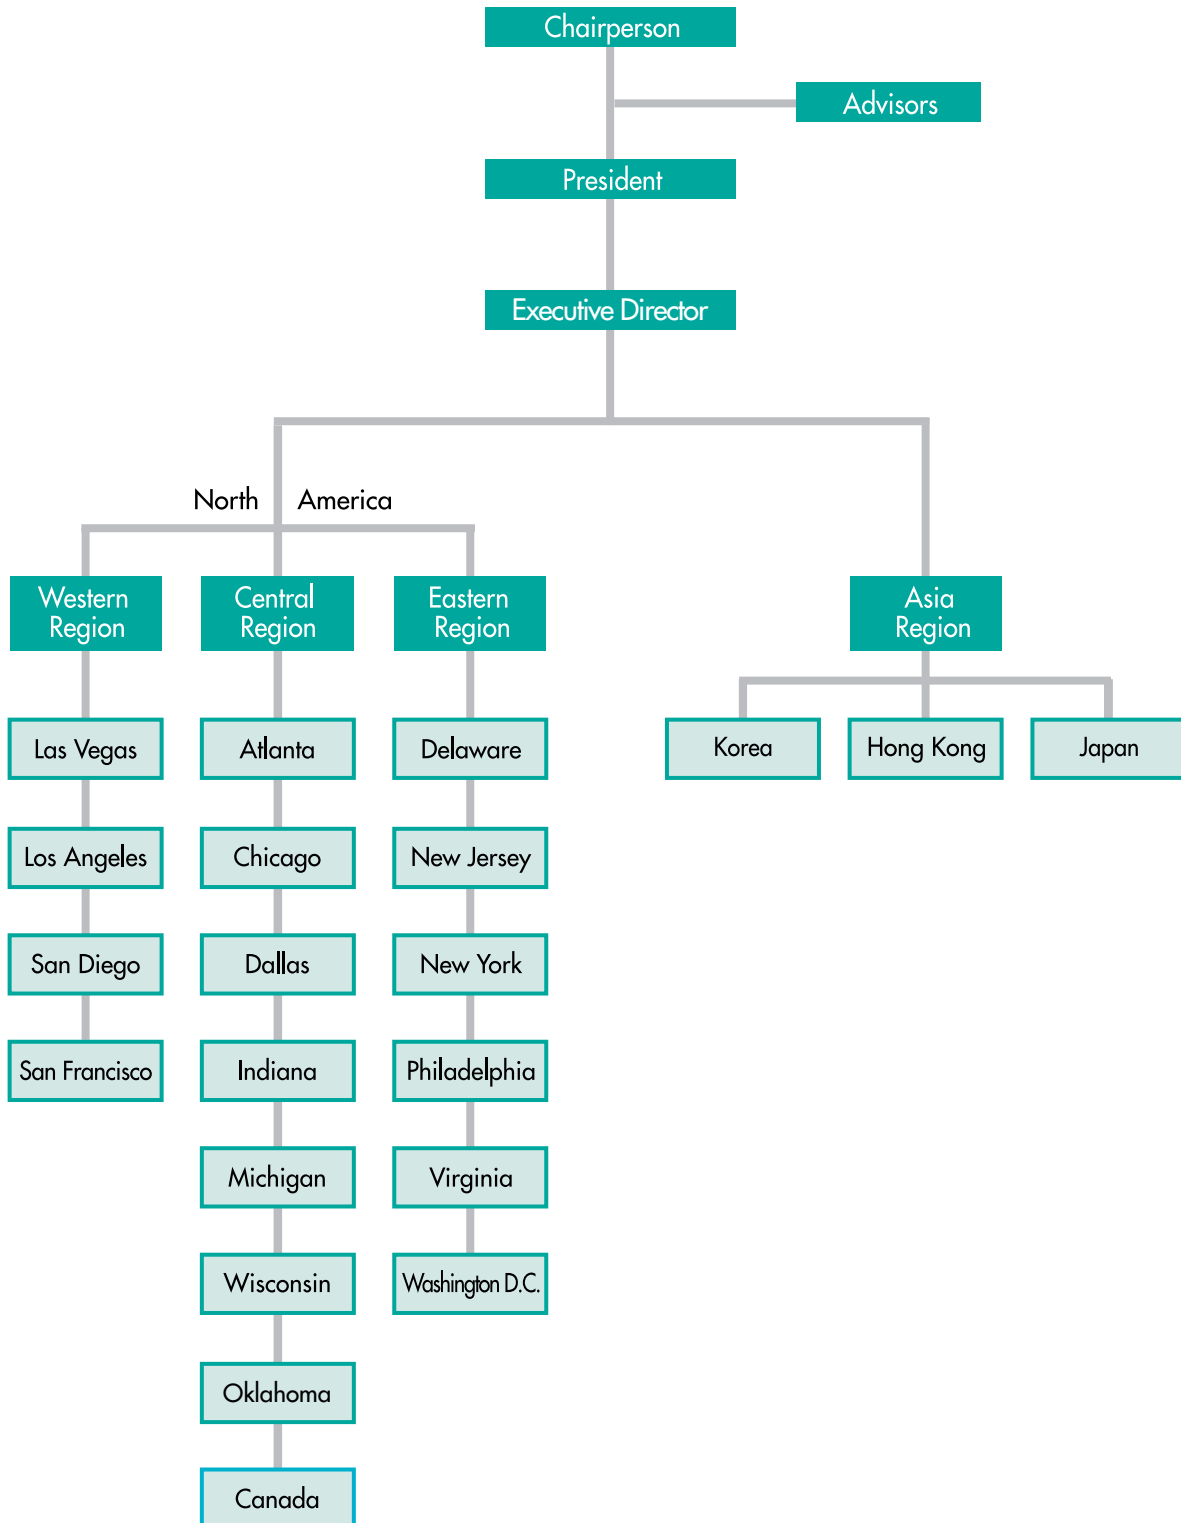 Chairperson
Advisors
President
Executive Director
North America
Western
Region
Central
Region
Eastern
Region
Asia
Region
Las Vegas
Los Angeles
San Diego
San Francisco
Atlanta
Chicago
Dallas
Indiana
Michigan
Wisconsin
Oklahoma
Canada
Delaware
New Jersey
New York
Philadelphia
Virginia
Washington D.C.
Korea
Hong Kong
Japan